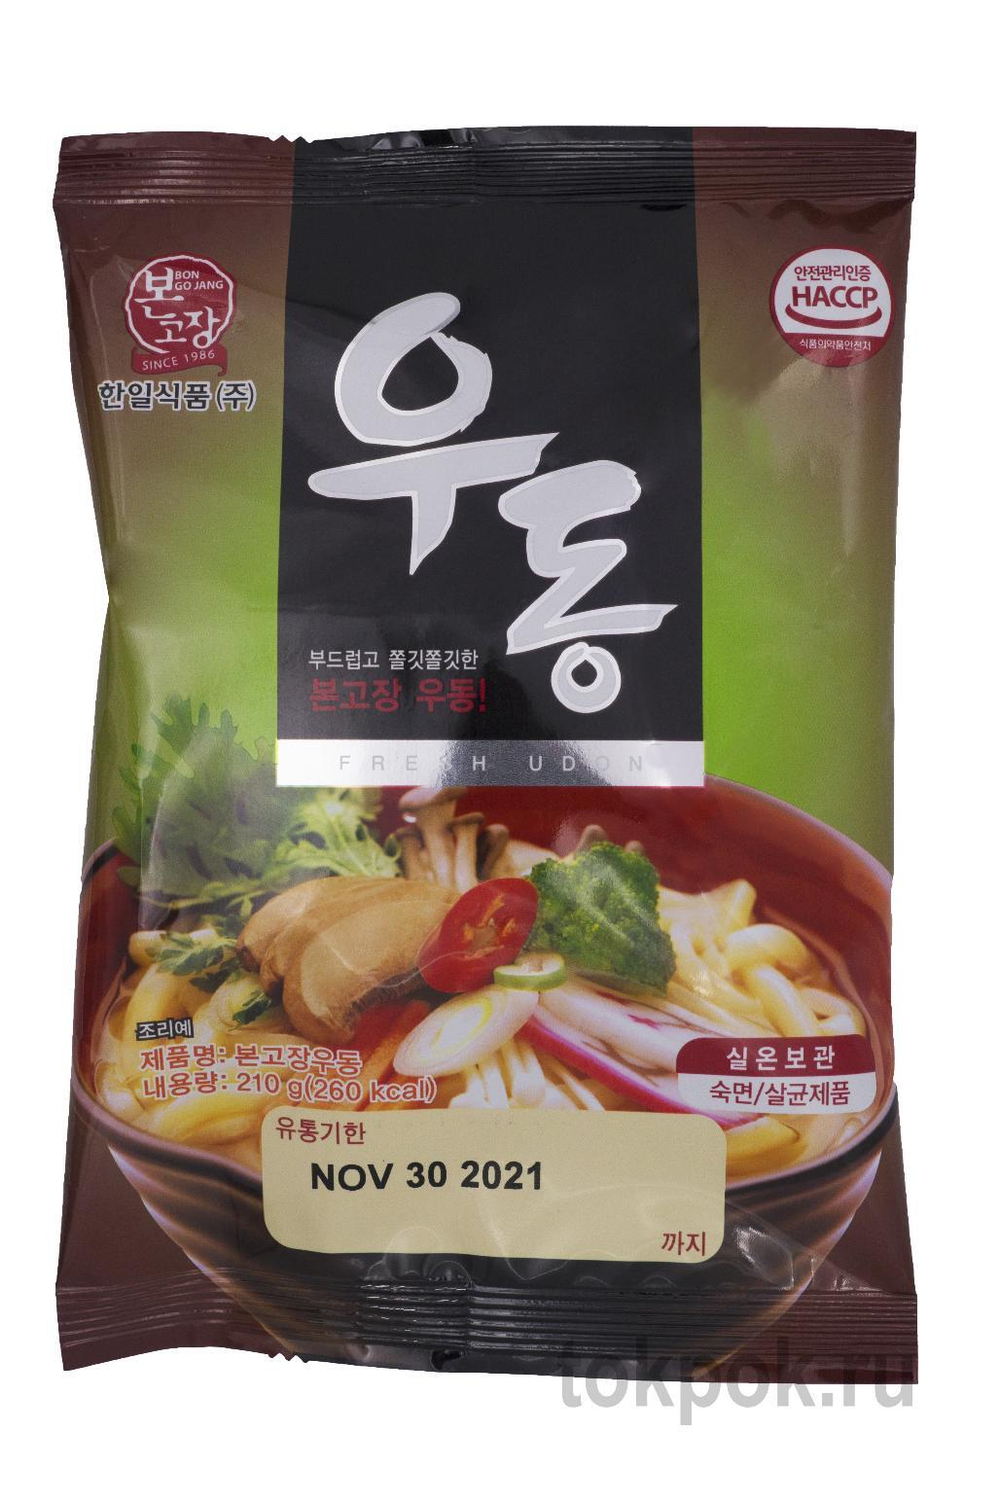 본고장
BON
GO JANG
SINCE 1986
한일식품(주)
안전관리인증
HACCP
식품의약품안전처
우동
부드럽고 쫄깃쫄깃한
본고장 우동!
FRESH UDON
조리예
제품명: 본고장우동
내용량: 210 g(260 kcal)
실온보관
숙면/살균제품
유통기한
NOV 30 2021
까지
tokpok.ru